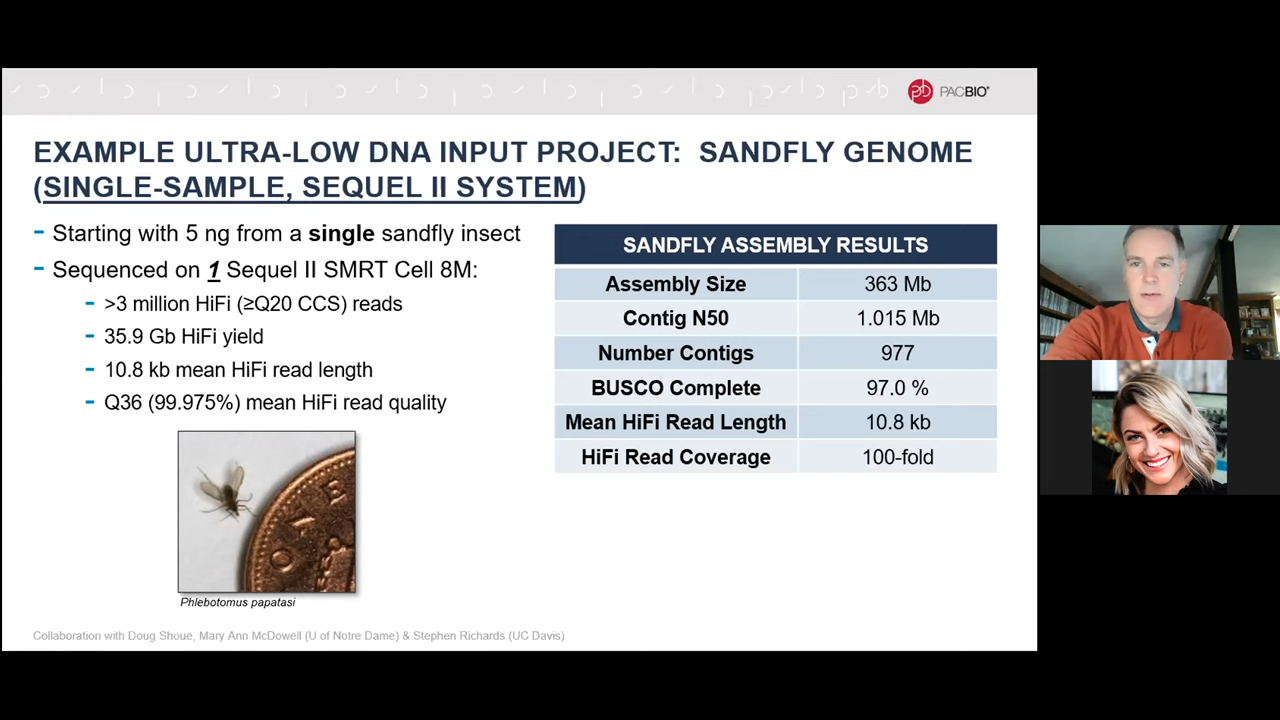 PACBIO®
EXAMPLE ULTRA-LOW DNA INPUT PROJECT: SANDFLY GENOME
(SINGLE-SAMPLE, SEQUEL II SYSTEM)
- Starting with 5 ng from a single sandfly insect
- Sequenced on 1 Sequel II SMRT Cell 8M:
- >3 million HiFi (≥Q20 CCS) reads
- 35.9 Gb HiFi yield
- 10.8 kb mean HiFi read length
- Q36 (99.975%) mean HiFi read quality
SANDFLY ASSEMBLY RESULTS
Assembly Size 363 Mb
Contig N50 1.015 Mb
Number Contigs 977
BUSCO Complete 97.0 %
Mean HiFi Read Length 10.8 kb
HiFi Read Coverage 100-fold
Phlebotomus papatasi
Collaboration with Doug Shoue, Mary Ann McDowell (U of Notre Dame) & Stephen Richards (UC Davis)